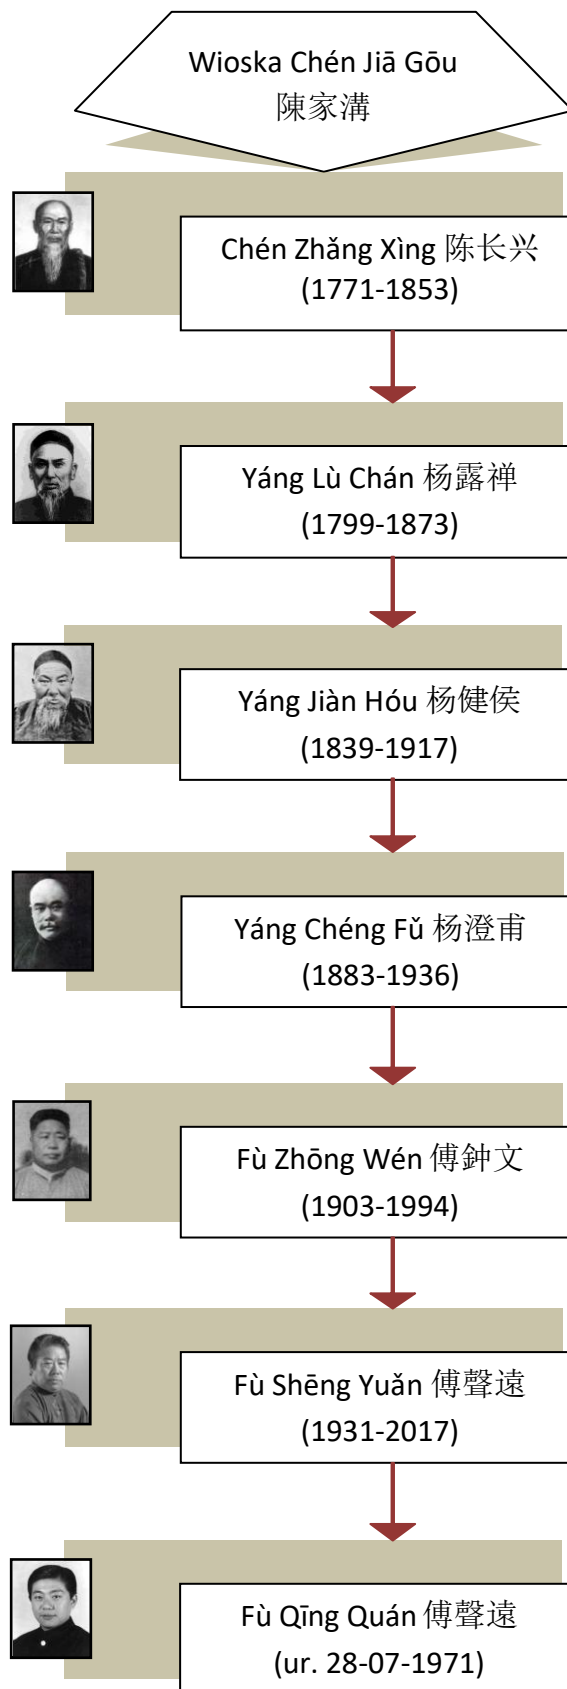 Wioska Chén Jiā Gōu
陳家溝
Chén Zhǎng Xìng 陈长兴
(1771-1853)
Yáng Lù Chán 杨露禅
(1799-1873)
Yáng Jiàn Hóu 杨健侯
(1839-1917)
Yáng Chéng Fǔ 杨澄甫
(1883-1936)
Fù Zhōng Wén 傅鈡文
(1903-1994)
Fù Shēng Yuǎn 傅聲遠
(1931-2017)
Fù Qīng Quán 傅聲遠
(ur. 28-07-1971)